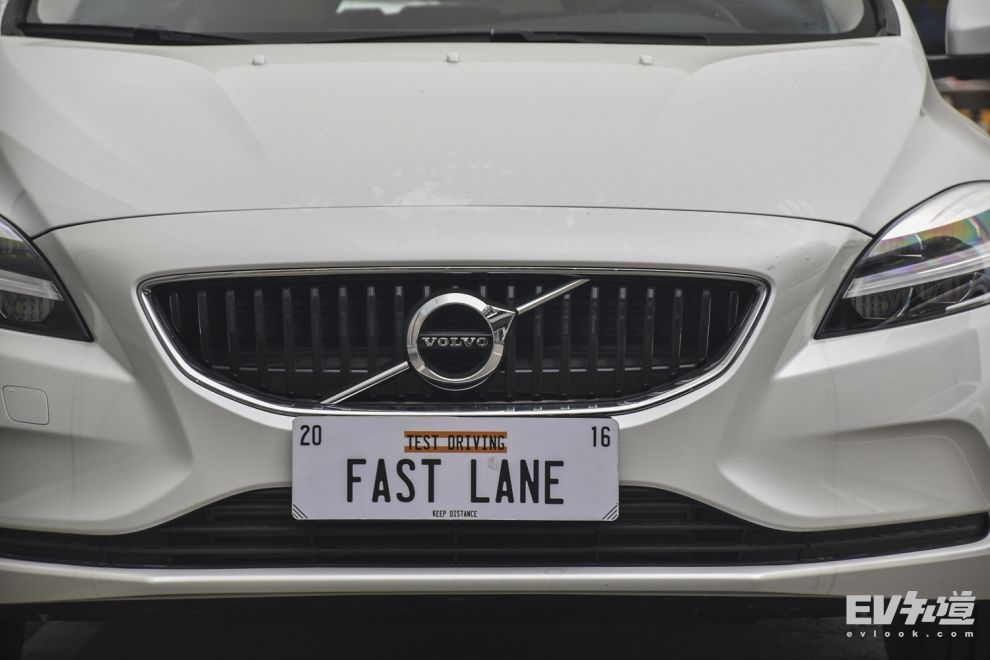 VOLVO
20 TEST DRIVING 16
FAST LANE
KEEP DISTANCE
EV知道
evlook.com